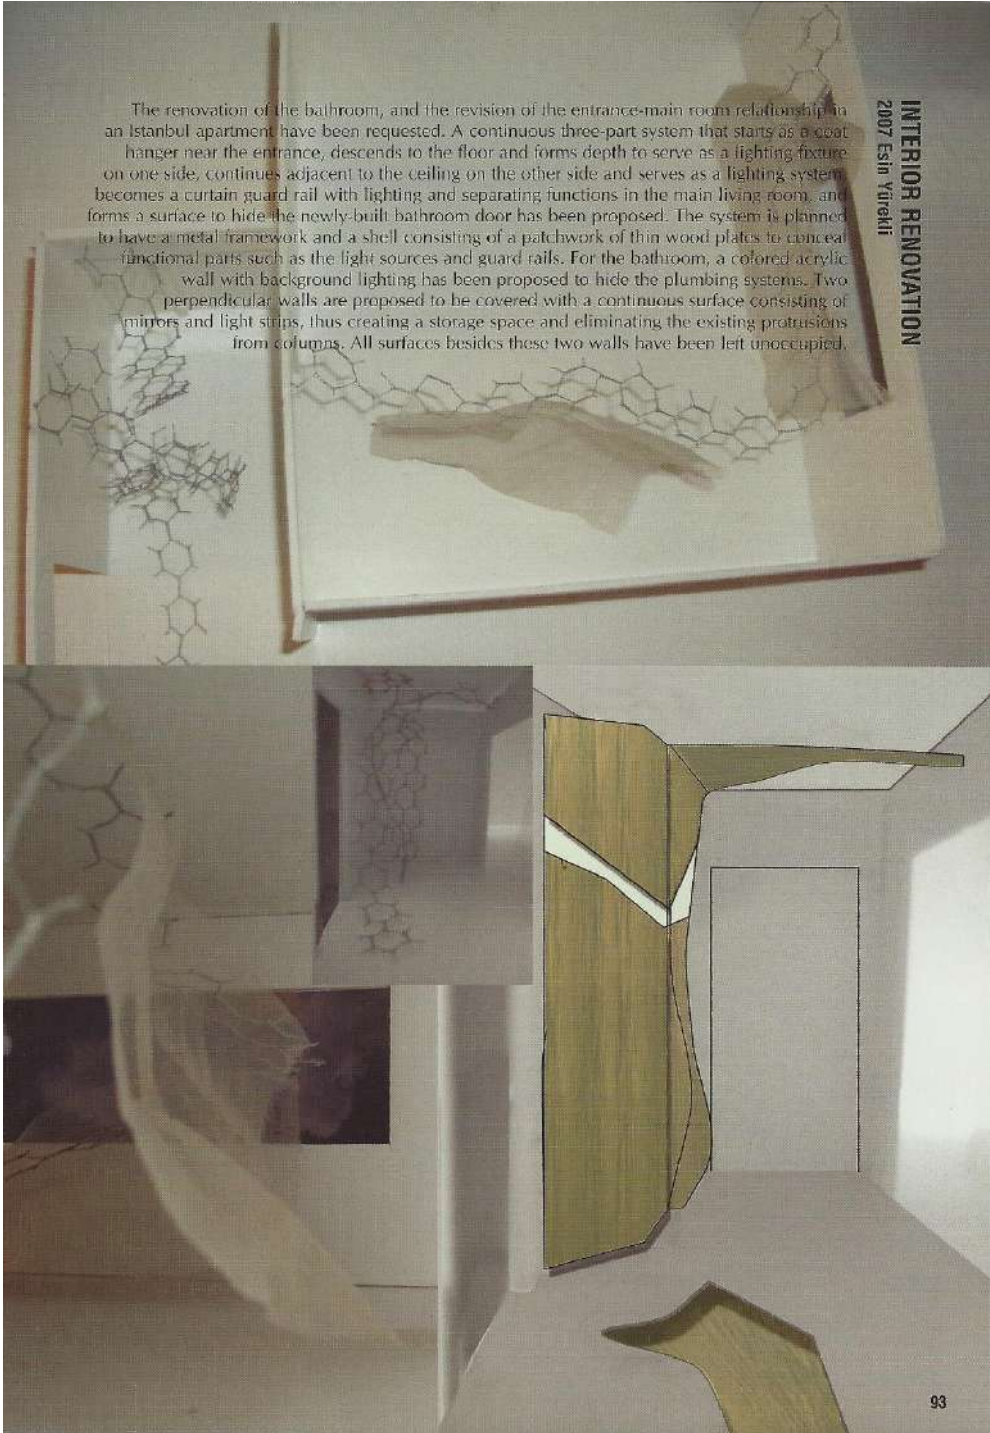 INTERIOR RENOVATION
2007 Esin Yürekli
The renovation of the bathroom, and the revision of the entrance-main room relationship in
an Istanbul apartment have been requested. A continuous three-part system that starts as a coat
hanger near the entrance, descends to the floor and forms depth to serve as a lighting fixture
on one side, continues adjacent to the ceiling on the other side and serves as a lighting system,
becomes a curtain guard rail with lighting and separating functions in the main living room, and
forms a surface to hide the newly-built bathroom door has been proposed. The system is planned
to have a metal framework and a shell consisting of a patchwork of thin wood plates to conceal
functional parts such as the light sources and guard rails. For the bathroom, a colored acrylic
wall with background lighting has been proposed to hide the plumbing systems. Two
perpendicular walls are proposed to be covered with a continuous surface consisting of
mirrors and light strips, thus creating a storage space and eliminating the existing protrusions
from columns. All surfaces besides these two walls have been left unoccupied.
93